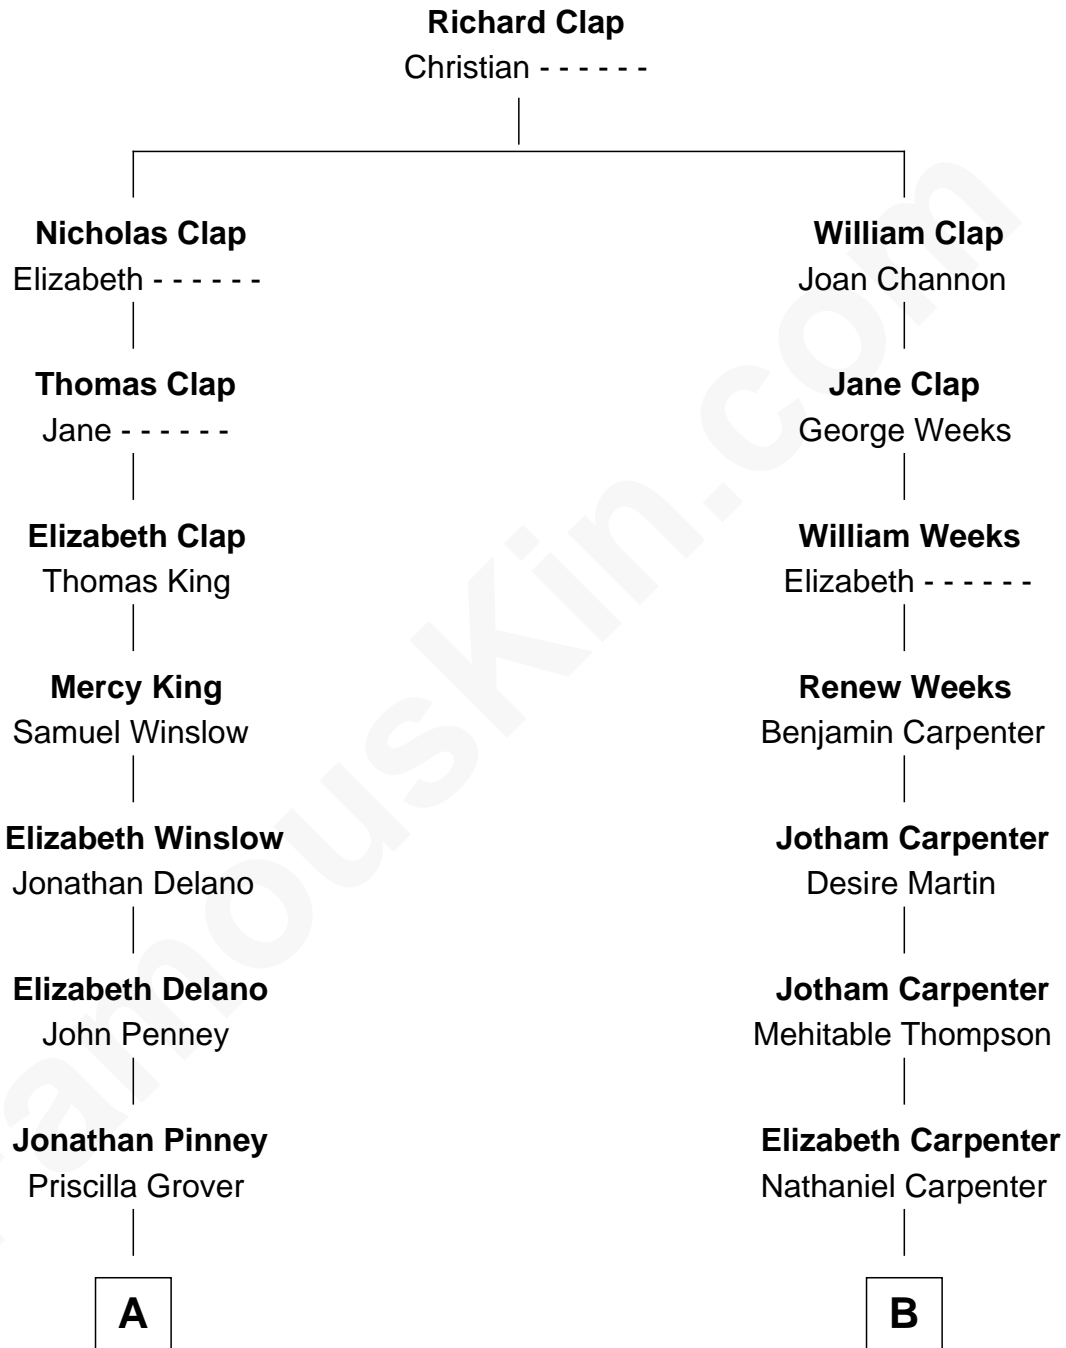 Richard Clap
Christian - - - - - -
Nicholas Clap
Elizabeth - - - - - -
Thomas Clap
Jane - - - - - -
Elizabeth Clap
Thomas King
Mercy King
Samuel Winslow
Elizabeth Winslow
Jonathan Delano
Elizabeth Delano
John Penney
Jonathan Pinney
Priscilla Grover
A
William Clap
Joan Channon
Jane Clap
George Weeks
William Weeks
Elizabeth - - - - - -
Renew Weeks
Benjamin Carpenter
Jotham Carpenter
Desire Martin
Jotham Carpenter
Mehitable Thompson
Elizabeth Carpenter
Nathaniel Carpenter
B
FamousKin.com